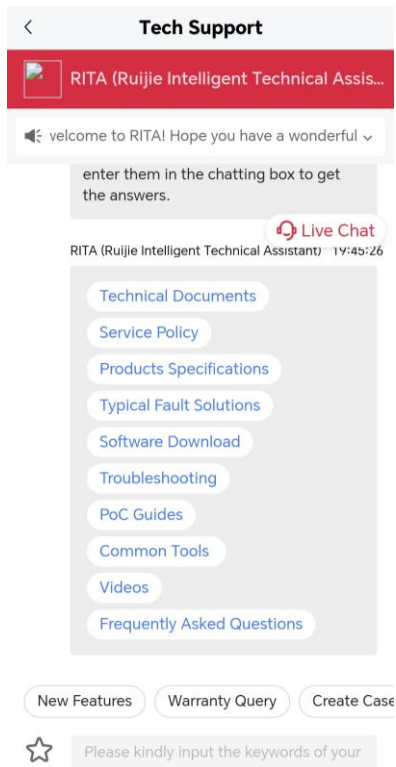 Tech Support
RITA (Ruijie Intelligent Technical Assis...
velcome to RITA! Hope you have a wonderful
enter them in the chatting box to get
the answers.
Live Chat
RITA (Ruijie Intelligent Technical Assistant) 19:45:26
Technical Documents
Service Policy
Products Specifications
Typical Fault Solutions
Software Download
Troubleshooting
PoC Guides
Common Tools
Videos
Frequently Asked Questions
New Features Warranty Query Create Case
Please kindly input the keywords of your